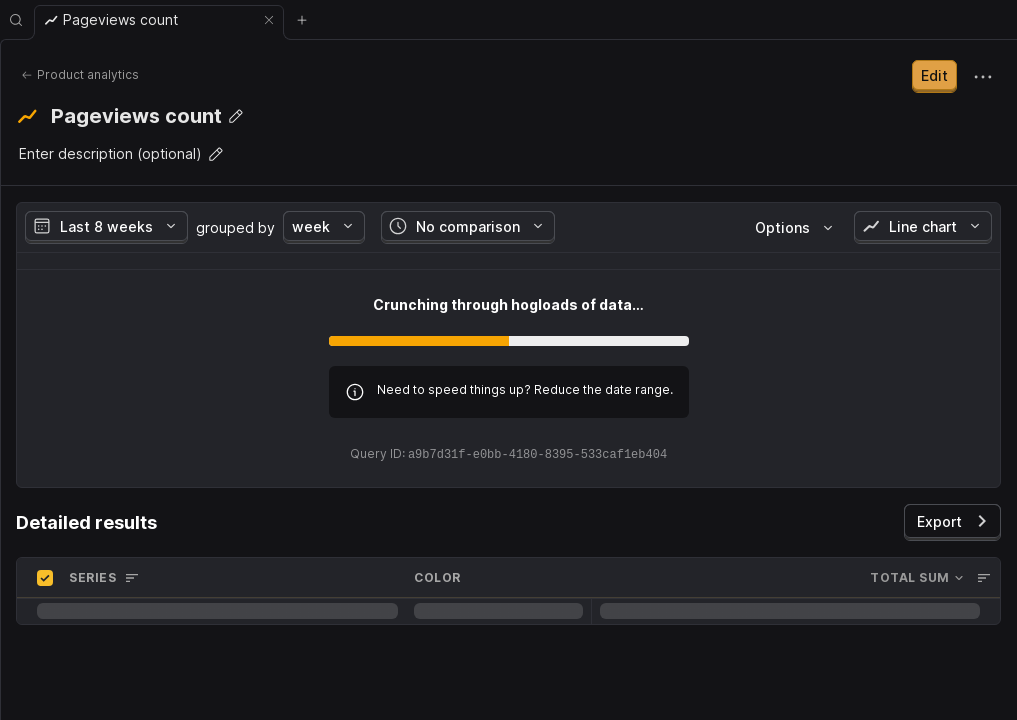 Pageviews count
Product analytics
Edit
Pageviews count
Enter description (optional)
Last 8 weeks grouped by week No comparison Options Line chart
Crunching through hogloads of data...
Need to speed things up? Reduce the date range.
Query ID: a9b7d31f-e0bb-4180-8395-533caf1eb404
Detailed results
Export
SERIES COLOR TOTAL SUM